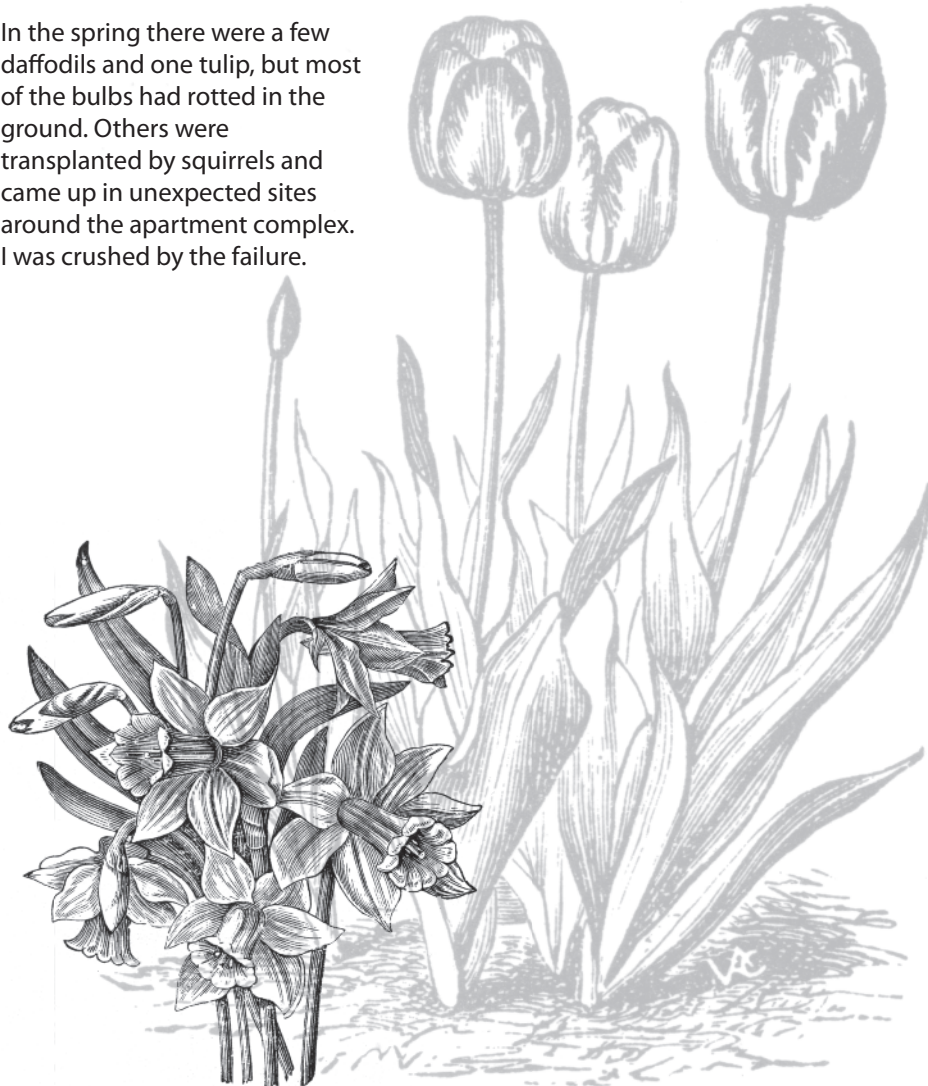 In the spring there were a few
daffodils and one tulip, but most
of the bulbs had rotted in the
ground. Others were
transplanted by squirrels and
came up in unexpected sites
around the apartment complex.
I was crushed by the failure.